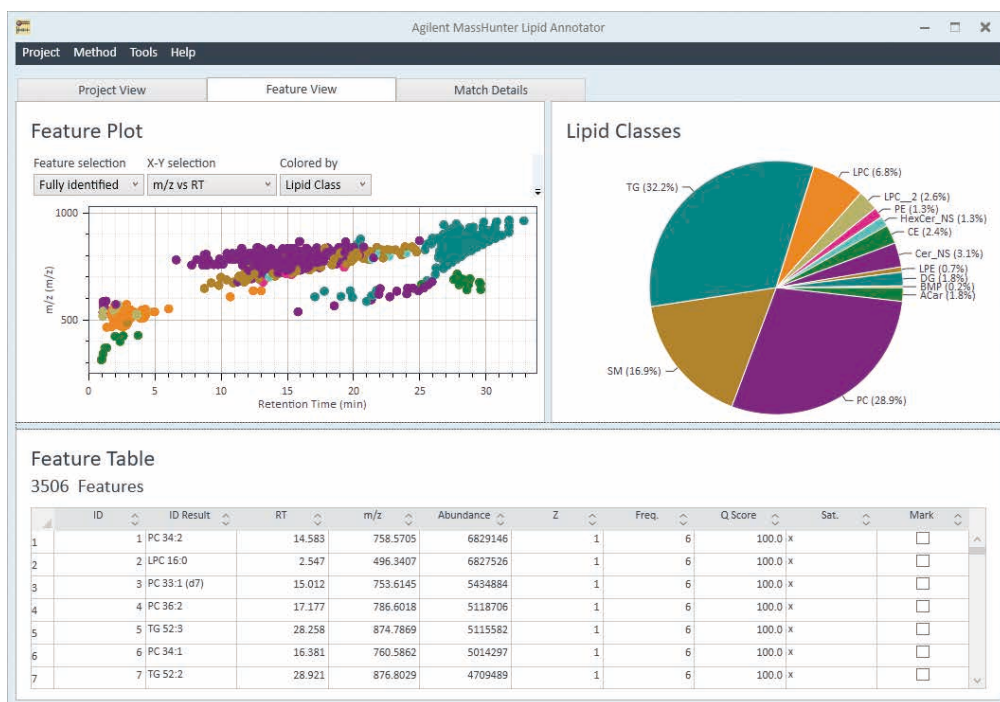 Agilent MassHunter Lipid Annotator
Project Method Tools Help
Project View Feature View Match Details
Feature Plot
Feature selection X-Y selection Colored by
Fully identified m/z vs RT Lipid Class
1000
500
m/z (m/z)
0 5 10 15 20 25 30
Retention Time (min)
Lipid Classes
TG (32.2%)
LPC (6.8%)
LPC__2 (2.6%)
PE (1.3%)
HexCer_NS (1.3%)
CE (2.4%)
Cer_NS (3.1%)
LPE (0.7%)
DG (1.8%)
BMP (0.2%)
ACar (1.8%)
SM (16.9%)
PC (28.9%)
Feature Table
3506 Features
ID ID Result RT m/z Abundance Z Freq. Q Score Sat. Mark
1 1 PC 34:2 14.583 758.5705 6829146 1 6 100.0 x
2 2 LPC 16:0 2.547 496.3407 6827526 1 6 100.0 x
3 3 PC 33:1 (d7) 15.012 753.6145 5434884 1 6 100.0 x
4 4 PC 36:2 17.177 786.6018 5118706 1 6 100.0 x
5 5 TG 52:3 28.258 874.7869 5115582 1 6 100.0 x
6 6 PC 34:1 16.381 760.5862 5014297 1 6 100.0 x
7 7 TG 52:2 28.921 876.8029 4709489 1 6 100.0 x